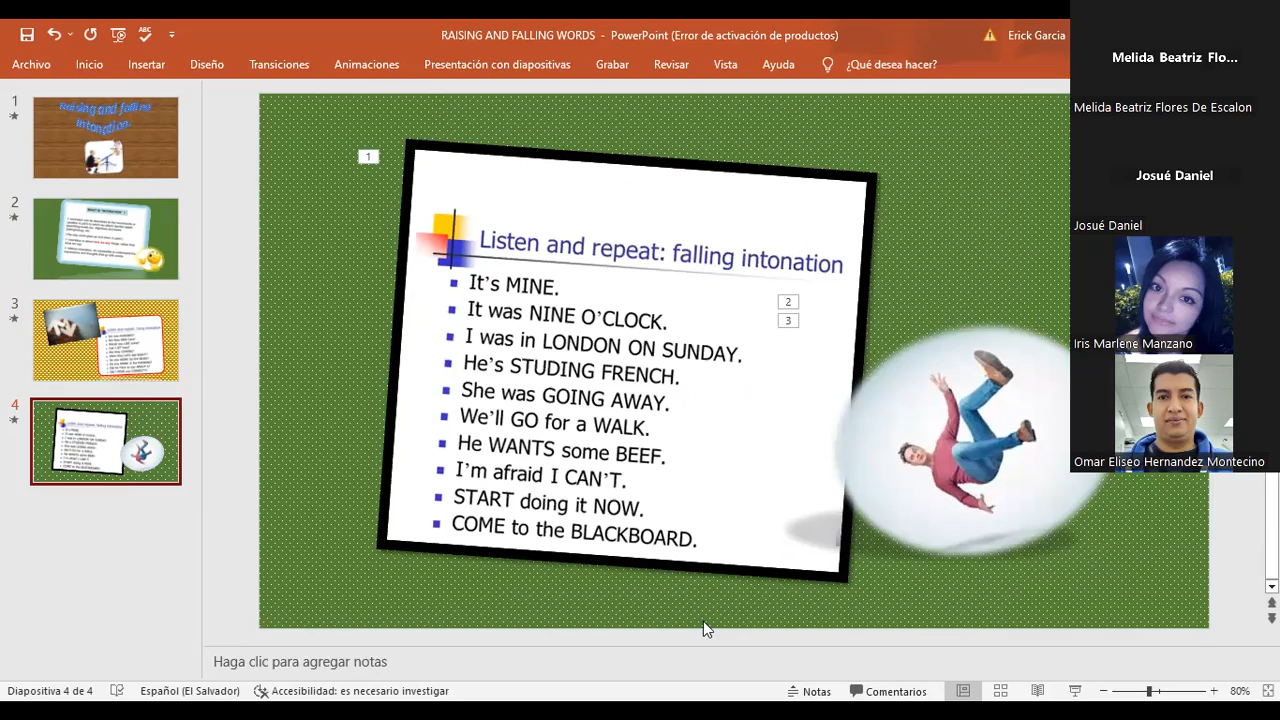 RAISING AND FALLING WORDS - PowerPoint (Error de activación de productos)
Erick Garcia
Archivo Inicio Insertar Diseño Transiciones Animaciones Presentación con diapositivas Grabar Revisar Vista Ayuda ¿Qué desea hacer?
Melida Beatriz Flo...
Melida Beatriz Flores De Escalon
Josué Daniel
Josué Daniel
Iris Marlene Manzano
Omar Eliseo Hernandez Montecino
1
Raising and falling
intonation.
2
3
4
1
Listen and repeat: falling intonation
It's MINE.
It was NINE O'CLOCK.
I was in LONDON ON SUNDAY.
He's STUDING FRENCH.
She was GOING AWAY.
We'll GO for a WALK.
He WANTS some BEEF.
I'm afraid I CAN'T.
START doing it NOW.
COME to the BLACKBOARD.
2
3
Haga clic para agregar notas
Diapositiva 4 de 4 Español (El Salvador) Accesibilidad: es necesario investigar Notas Comentarios 80%